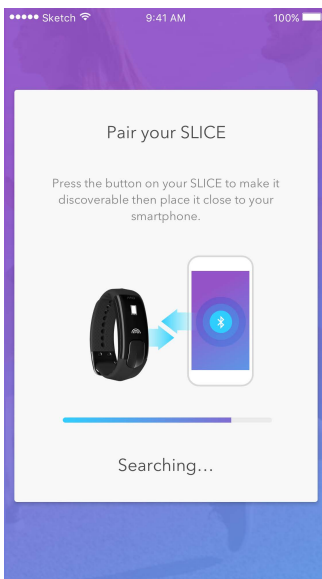 Sketch 9:41 AM 100%
Pair your SLICE
Press the button on your SLICE to make it
discoverable then place it close to your
smartphone.
Searching...